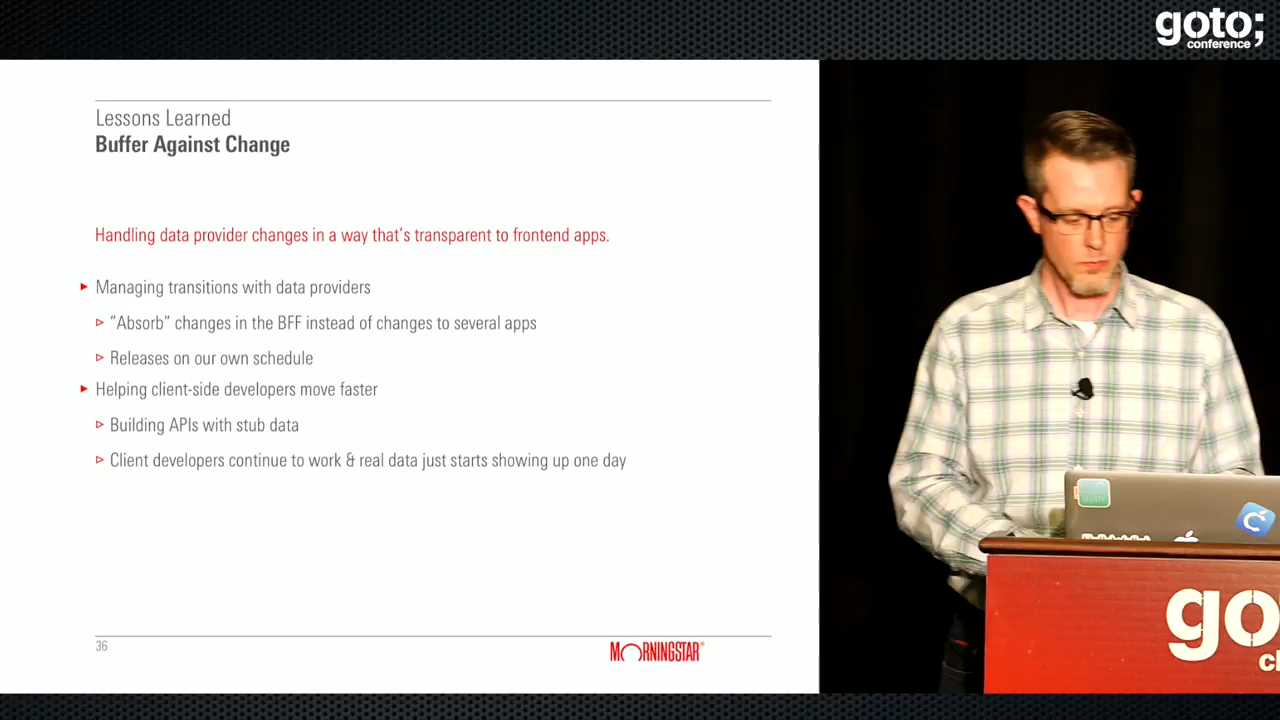 goto;
conference
Lessons Learned
Buffer Against Change
Handling data provider changes in a way that's transparent to frontend apps.
Managing transitions with data providers
"Absorb" changes in the BFF instead of changes to several apps
Releases on our own schedule
Helping client-side developers move faster
Building APIs with stub data
Client developers continue to work & real data just starts showing up one day
36
MORNINGSTAR®
goto